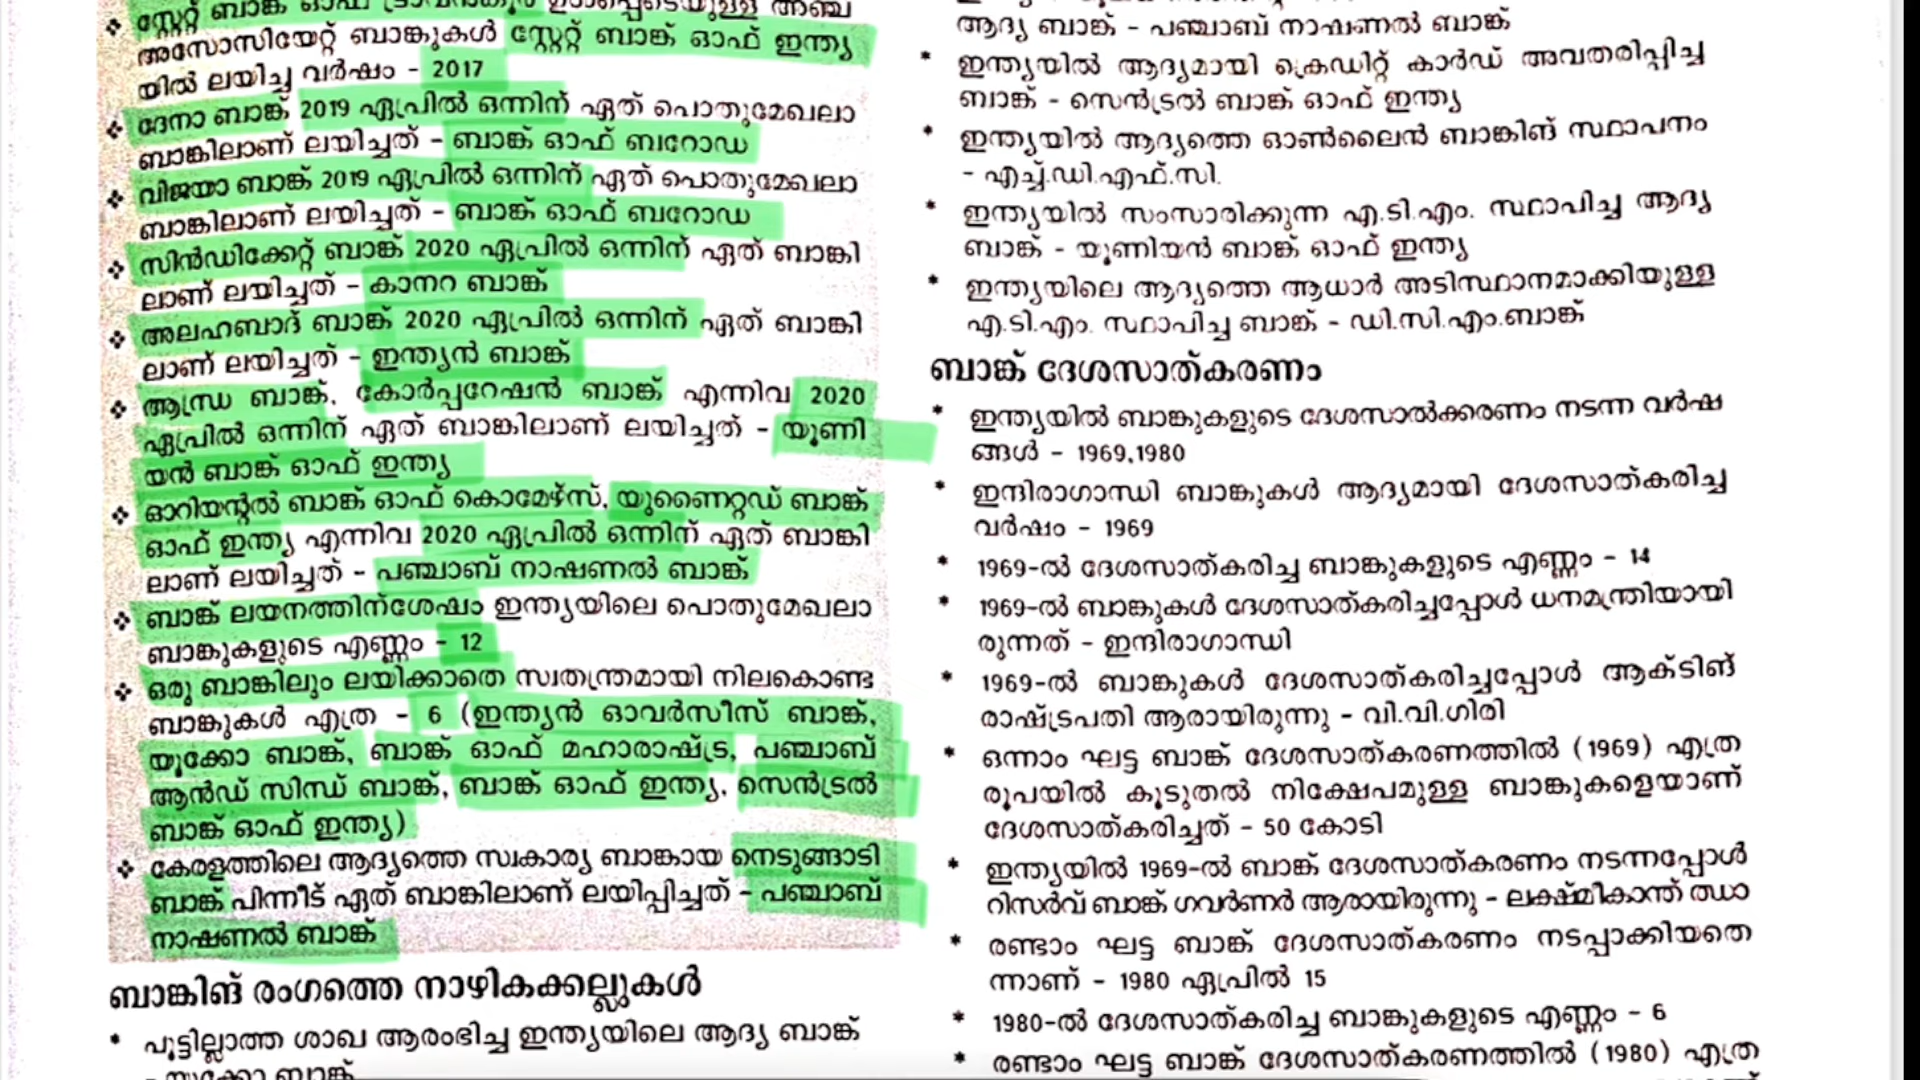 സ്റ്റേറ്റ് ബാങ്ക് ഓഫ് ട്രാവൻകൂർ ഉൾപ്പെടെയുള്ള അഞ്ച്
അസോസിയേറ്റ് ബാങ്കുകൾ സ്റ്റേറ്റ് ബാങ്ക് ഓഫ് ഇന്ത്യ
യിൽ ലയിച്ച വർഷം - 2017
ദേനാ ബാങ്ക് 2019 ഏപ്രിൽ ഒന്നിന് ഏത് പൊതുമേഖലാ
ബാങ്കിലാണ് ലയിച്ചത് - ബാങ്ക് ഓഫ് ബറോഡ
വിജയാ ബാങ്ക് 2019 ഏപ്രിൽ ഒന്നിന് ഏത് പൊതുമേഖലാ
ബാങ്കിലാണ് ലയിച്ചത് - ബാങ്ക് ഓഫ് ബറോഡ
സിൻഡിക്കേറ്റ് ബാങ്ക് 2020 ഏപ്രിൽ ഒന്നിന് ഏത് ബാങ്കി
ലാണ് ലയിച്ചത് - കാനറ ബാങ്ക്
അലഹബാദ് ബാങ്ക് 2020 ഏപ്രിൽ ഒന്നിന് ഏത് ബാങ്കി
ലാണ് ലയിച്ചത് - ഇന്ത്യൻ ബാങ്ക്
ആന്ധ്ര ബാങ്ക്, കോർപ്പറേഷൻ ബാങ്ക് എന്നിവ 2020
ഏപ്രിൽ ഒന്നിന് ഏത് ബാങ്കിലാണ് ലയിച്ചത് - യൂണി
യൻ ബാങ്ക് ഓഫ് ഇന്ത്യ
ഓറിയന്റൽ ബാങ്ക് ഓഫ് കൊമേഴ്സ്, യുണൈറ്റഡ് ബാങ്ക്
ഓഫ് ഇന്ത്യ എന്നിവ 2020 ഏപ്രിൽ ഒന്നിന് ഏത് ബാങ്കി
ലാണ് ലയിച്ചത് - പഞ്ചാബ് നാഷണൽ ബാങ്ക്
ബാങ്ക് ലയനത്തിന്ശേഷം ഇന്ത്യയിലെ പൊതുമേഖലാ
ബാങ്കുകളുടെ എണ്ണം - 12
ഒരു ബാങ്കിലും ലയിക്കാതെ സ്വതന്ത്രമായി നിലകൊണ്ട
ബാങ്കുകൾ എത്ര - 6 (ഇന്ത്യൻ ഓവർസീസ് ബാങ്ക്,
യൂക്കോ ബാങ്ക്, ബാങ്ക് ഓഫ് മഹാരാഷ്ട്ര, പഞ്ചാബ്
ആൻഡ് സിന്ധ് ബാങ്ക്, ബാങ്ക് ഓഫ് ഇന്ത്യ, സെൻട്രൽ
ബാങ്ക് ഓഫ് ഇന്ത്യ)
കേരളത്തിലെ ആദ്യത്തെ സ്വകാര്യ ബാങ്കായ നെടുങ്ങാടി
ബാങ്ക് പിന്നീട് ഏത് ബാങ്കിലാണ് ലയിപ്പിച്ചത് - പഞ്ചാബ്
നാഷണൽ ബാങ്ക്
ബാങ്കിങ് രംഗത്തെ നാഴികക്കല്ലുകൾ
* പൂട്ടില്ലാത്ത ശാഖ ആരംഭിച്ച ഇന്ത്യയിലെ ആദ്യ ബാങ്ക്
- യൂക്കോ ബാങ്ക്
ആദ്യ ബാങ്ക് - പഞ്ചാബ് നാഷണൽ ബാങ്ക്
* ഇന്ത്യയിൽ ആദ്യമായി ക്രെഡിറ്റ് കാർഡ് അവതരിപ്പിച്ച
ബാങ്ക് - സെൻട്രൽ ബാങ്ക് ഓഫ് ഇന്ത്യ
* ഇന്ത്യയിൽ ആദ്യത്തെ ഓൺലൈൻ ബാങ്കിങ് സ്ഥാപനം
- എച്ച്.ഡി.എഫ്.സി.
* ഇന്ത്യയിൽ സംസാരിക്കുന്ന എ.ടി.എം. സ്ഥാപിച്ച ആദ്യ
ബാങ്ക് - യൂണിയൻ ബാങ്ക് ഓഫ് ഇന്ത്യ
* ഇന്ത്യയിലെ ആദ്യത്തെ ആധാർ അടിസ്ഥാനമാക്കിയുള്ള
എ.ടി.എം. സ്ഥാപിച്ച ബാങ്ക് - ഡി.സി.എം.ബാങ്ക്
ബാങ്ക് ദേശസാത്കരണം
* ഇന്ത്യയിൽ ബാങ്കുകളുടെ ദേശസാൽക്കരണം നടന്ന വർഷ
ങ്ങൾ - 1969,1980
* ഇന്ദിരാഗാന്ധി ബാങ്കുകൾ ആദ്യമായി ദേശസാത്കരിച്ച
വർഷം - 1969
* 1969-ൽ ദേശസാത്കരിച്ച ബാങ്കുകളുടെ എണ്ണം - 14
* 1969-ൽ ബാങ്കുകൾ ദേശസാത്കരിച്ചപ്പോൾ ധനമന്ത്രിയായി
രുന്നത് - ഇന്ദിരാഗാന്ധി
* 1969-ൽ ബാങ്കുകൾ ദേശസാത്കരിച്ചപ്പോൾ ആക്ടിങ്
രാഷ്ട്രപതി ആരായിരുന്നു - വി.വി.ഗിരി
* ഒന്നാം ഘട്ട ബാങ്ക് ദേശസാത്കരണത്തിൽ (1969) എത്ര
രൂപയിൽ കൂടുതൽ നിക്ഷേപമുള്ള ബാങ്കുകളെയാണ്
ദേശസാത്കരിച്ചത് - 50 കോടി
* ഇന്ത്യയിൽ 1969-ൽ ബാങ്ക് ദേശസാത്കരണം നടന്നപ്പോൾ
റിസർവ് ബാങ്ക് ഗവർണർ ആരായിരുന്നു - ലക്ഷ്മീകാന്ത് ഝാ
* രണ്ടാം ഘട്ട ബാങ്ക് ദേശസാത്കരണം നടപ്പാക്കിയതെ
ന്നാണ് - 1980 ഏപ്രിൽ 15
* 1980-ൽ ദേശസാത്കരിച്ച ബാങ്കുകളുടെ എണ്ണം - 6
* രണ്ടാം ഘട്ട ബാങ്ക് ദേശസാത്കരണത്തിൽ (1980) എത്ര